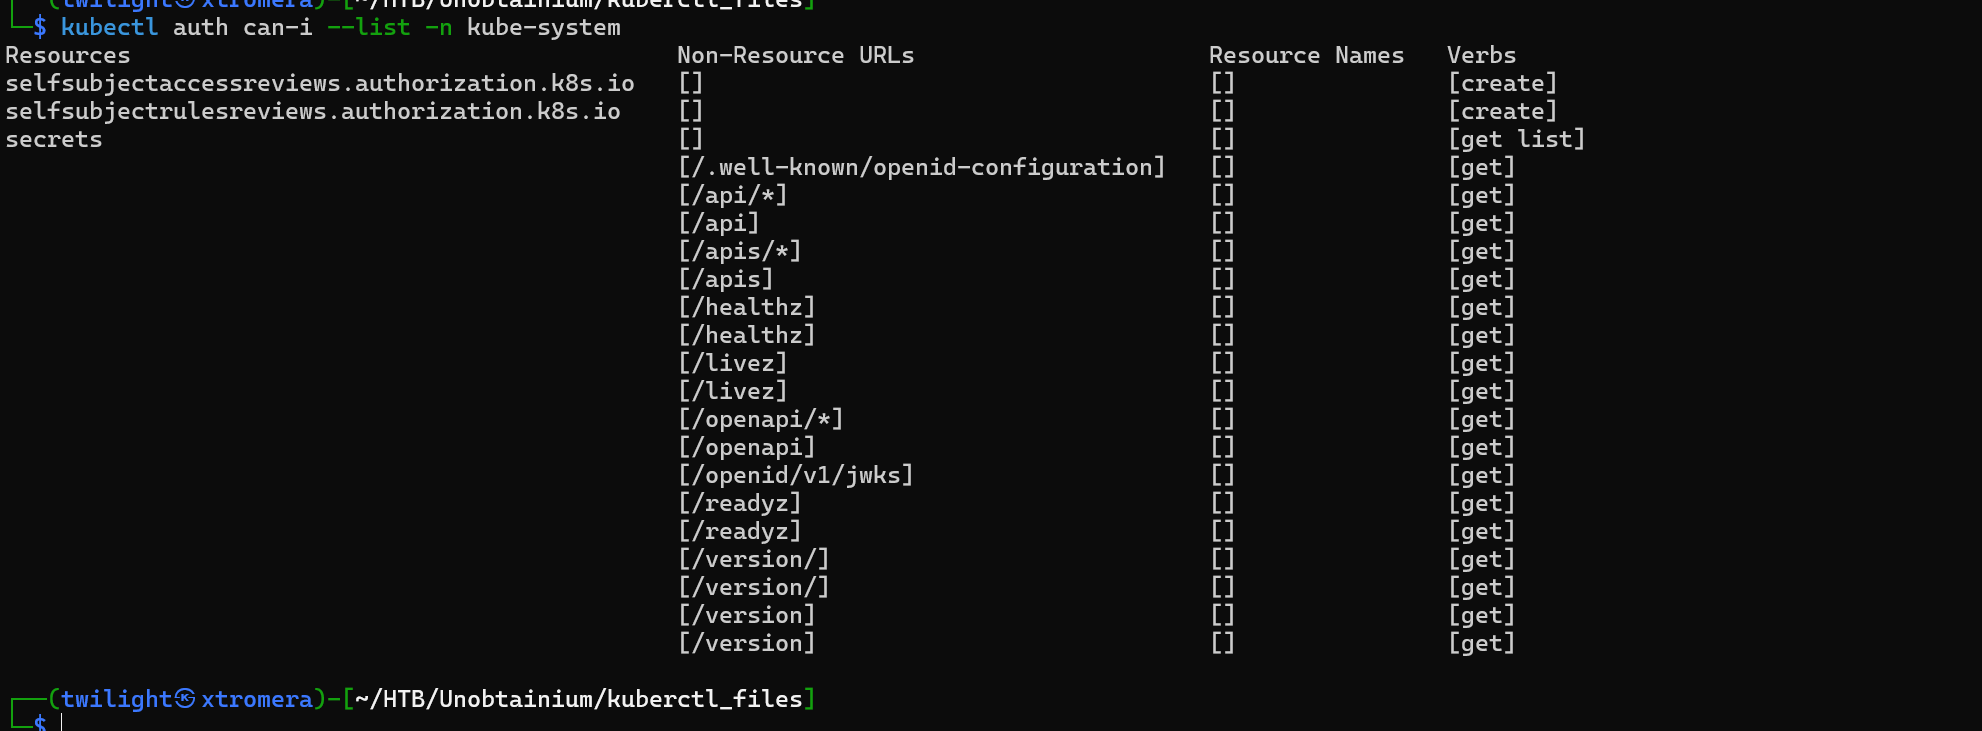 (twilight㉿xtromera)-[~/HTB/Unobtainium/kuberctl_files]
$ kubectl auth can-i --list -n kube-system
Resources Non-Resource URLs Resource Names Verbs
selfsubjectaccessreviews.authorization.k8s.io [] [] [create]
selfsubjectrulesreviews.authorization.k8s.io [] [] [create]
secrets [] [] [get list]
[/.well-known/openid-configuration] [] [get]
[/api/*] [] [get]
[/api] [] [get]
[/apis/*] [] [get]
[/apis] [] [get]
[/healthz] [] [get]
[/healthz] [] [get]
[/livez] [] [get]
[/livez] [] [get]
[/openapi/*] [] [get]
[/openapi] [] [get]
[/openid/v1/jwks] [] [get]
[/readyz] [] [get]
[/readyz] [] [get]
[/version/] [] [get]
[/version/] [] [get]
[/version] [] [get]
[/version] [] [get]
(twilight㉿xtromera)-[~/HTB/Unobtainium/kuberctl_files]
$